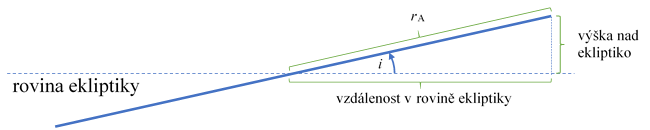 r_A
výška nad
ekliptiko
i
rovina ekliptiky
vzdálenost v rovině ekliptiky